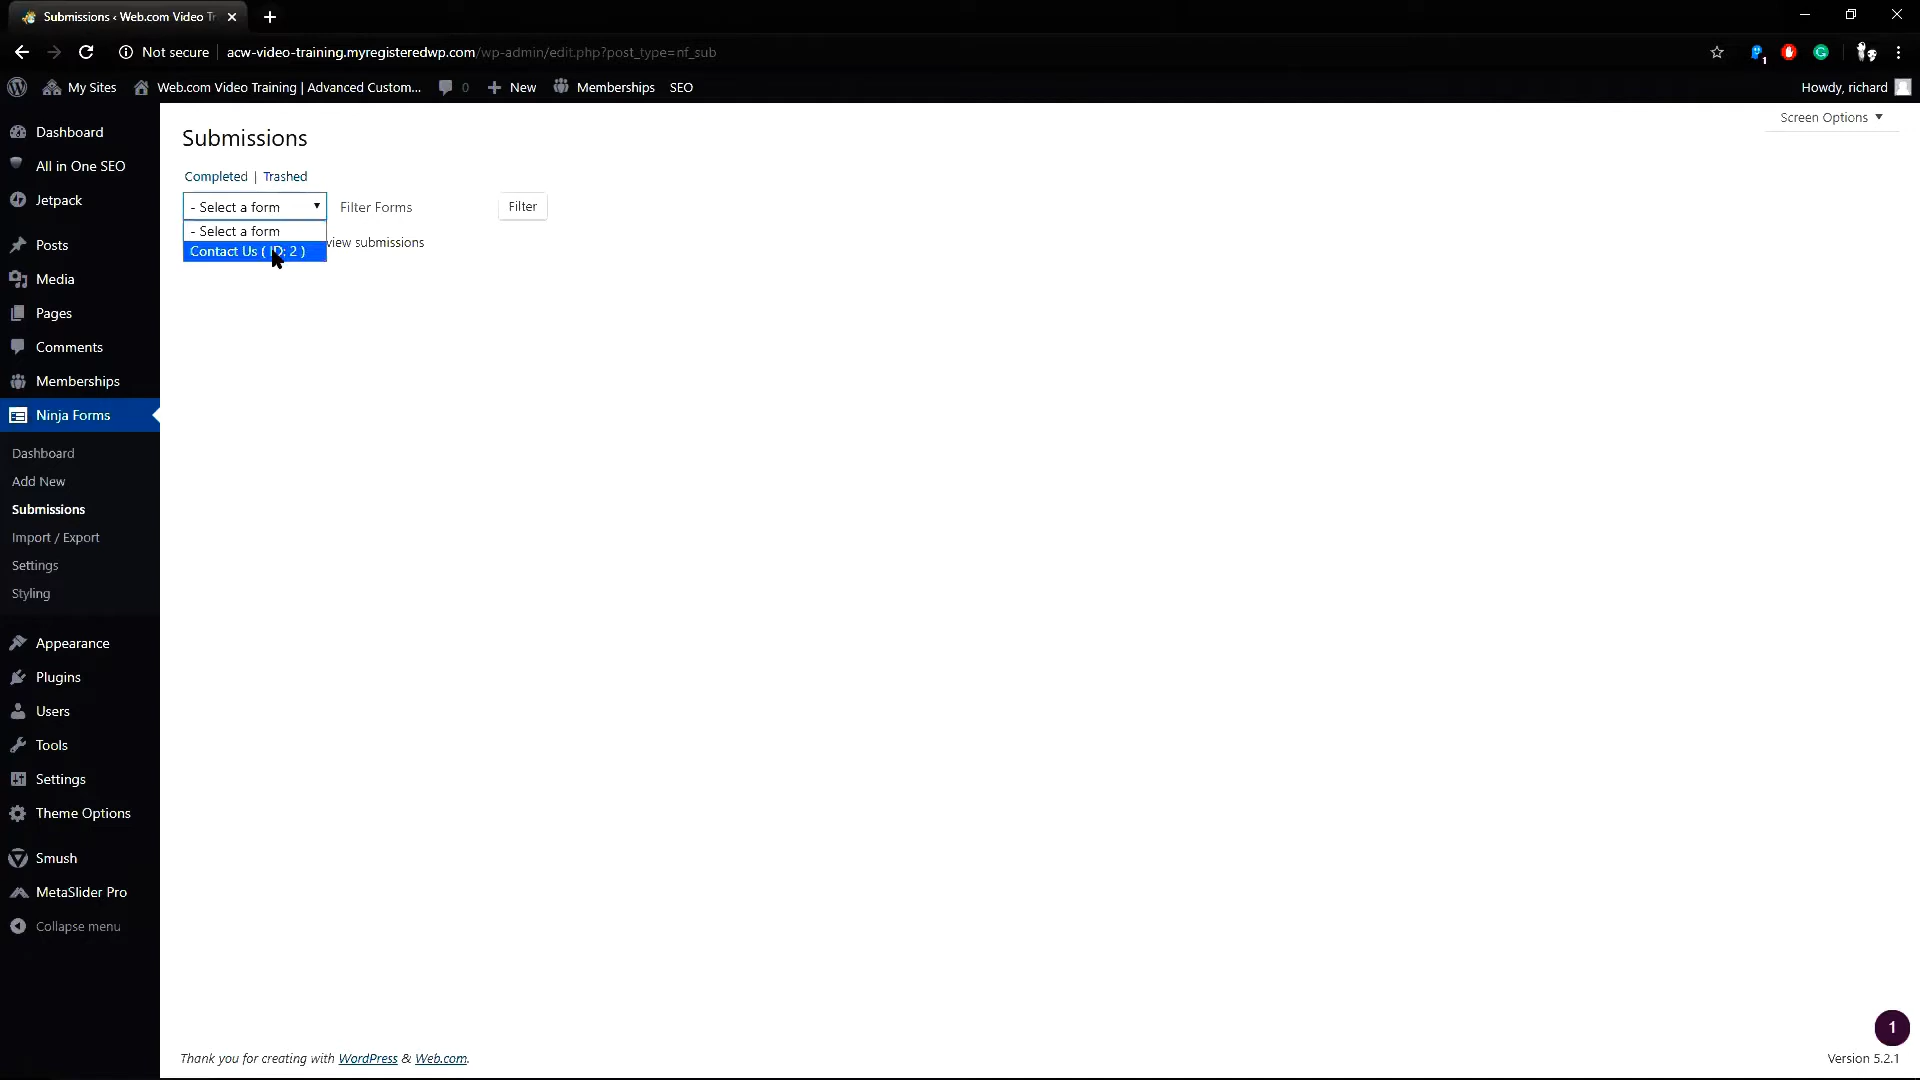 Submissions ‹ Web.com Video Tr
Not secure
acw-video-training.myregisteredwp.com/wp-admin/edit.php?post_type=nf_sub
1
My Sites
Web.com Video Training | Advanced Custom...
0
New
Memberships
SEO
Howdy, richard
Screen Options
Dashboard
All in One SEO
Jetpack
Posts
Media
Pages
Comments
Memberships
Ninja Forms
Dashboard
Add New
Submissions
Import / Export
Settings
Styling
Appearance
Plugins
Users
Tools
Settings
Theme Options
Smush
MetaSlider Pro
Collapse menu
Submissions
Completed | Trashed
- Select a form
Filter Forms
Filter
- Select a form
Contact Us ( ID: 2 )
view submissions
1
Thank you for creating with WordPress & Web.com.
Version 5.2.1